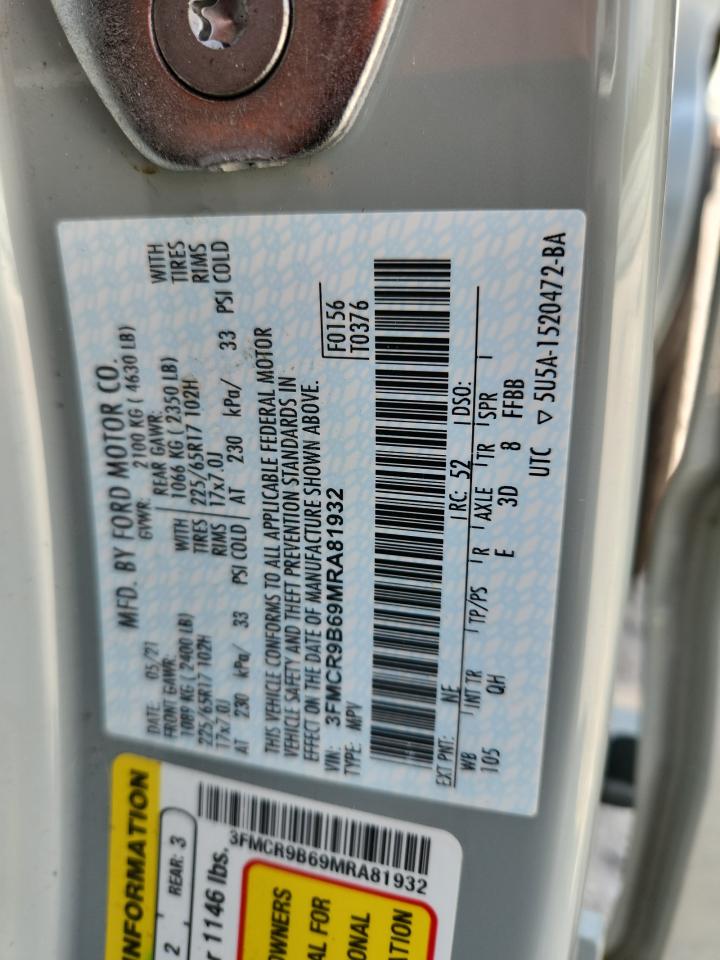 MFD. BY FORD MOTOR CO.
DATE: 05/21 GVWR: 2100 KG ( 4630 LB)
FRONT GAWR: REAR GAWR:
1089 KG ( 2400 LB) WITH 1066 KG ( 2350 LB) WITH
225/65R17 102H TIRES 225/65R17 102H TIRES
17x7.0J RIMS 17x7.0J RIMS
AT 230 kPa/ 33 PSI COLD AT 230 kPa/ 33 PSI COLD
THIS VEHICLE CONFORMS TO ALL APPLICABLE FEDERAL MOTOR
VEHICLE SAFETY AND THEFT PREVENTION STANDARDS IN
EFFECT ON THE DATE OF MANUFACTURE SHOWN ABOVE.
VIN: 3FMCR9B69MRA81932 F0156
TYPE: MPV T0376
EXT PNT: NE RC: 52 DSO:
WB INT TR TP/PS R AXLE TR SPR
105 QH E 3D 8 FFBB
UTC ▽ 5U5A-1520472-BA
INFORMATION
2 REAR: 3
r 1146 lbs.
3FMCR9B69MRA81932
OWNERS
AL FOR
ONAL
ATION